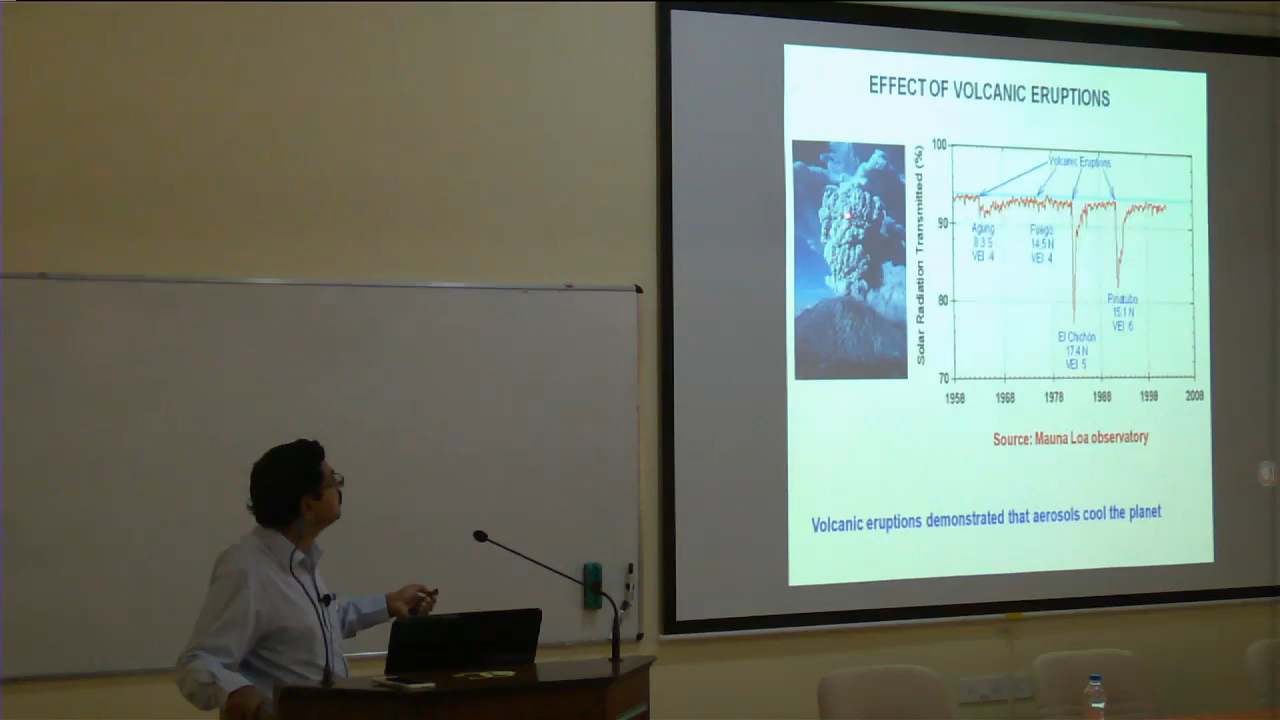 EFFECT OF VOLCANIC ERUPTIONS
Solar Radiation Transmitted (%)
100
90
80
70
Volcanic Eruptions
Agung
8.3 S
VEI 4
Fuego
14.5 N
VEI 4
El Chichón
17.4 N
VEI 5
Pinatubo
15.1 N
VEI 6
1958
1968
1978
1988
1998
2008
Source: Mauna Loa observatory
Volcanic eruptions demonstrated that aerosols cool the planet